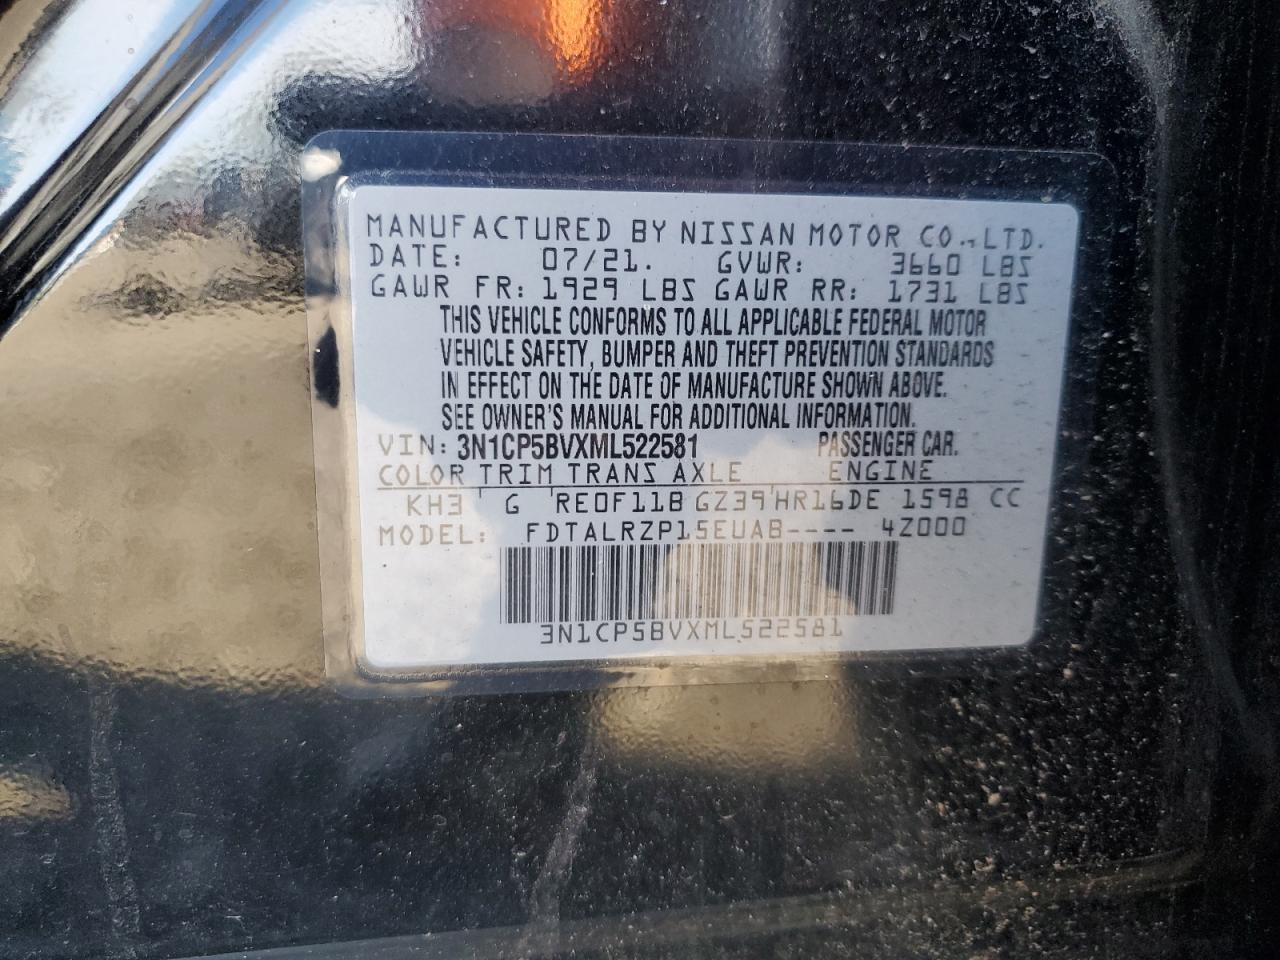 MANUFACTURED BY NISSAN MOTOR CO., LTD.
DATE: 07/21. GVWR: 3660 LBS
GAWR FR: 1929 LBS GAWR RR: 1731 LBS
THIS VEHICLE CONFORMS TO ALL APPLICABLE FEDERAL MOTOR
VEHICLE SAFETY, BUMPER AND THEFT PREVENTION STANDARDS
IN EFFECT ON THE DATE OF MANUFACTURE SHOWN ABOVE.
SEE OWNER'S MANUAL FOR ADDITIONAL INFORMATION.
VIN: 3N1CP5BVXML522581 PASSENGER CAR.
COLOR TRIM TRANS AXLE ENGINE
KH3 G RE0F11B GZ39 HR16DE 1598 CC
MODEL: FDTALRZP15EUAB---- 4Z000
3N1CP5BVXML522581